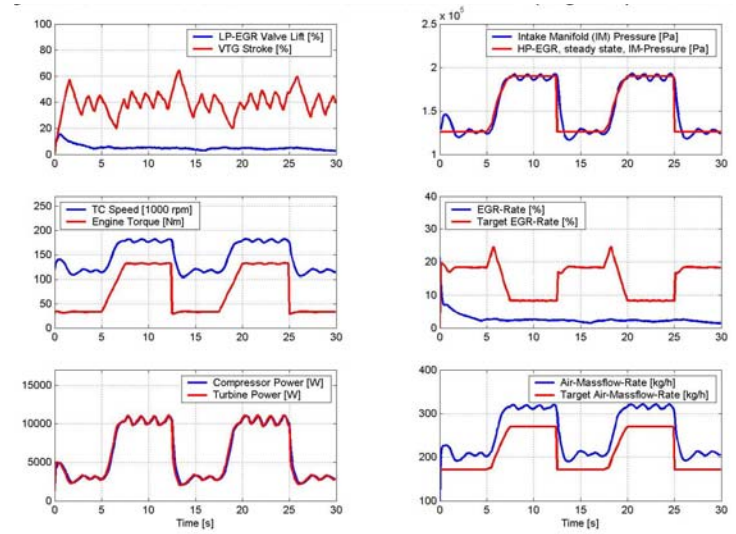 100
80
60
40
20
0
0 5 10 15 20 25 30
LP-EGR Valve Lift [%]
VTG Stroke [%]
x 10
2.5
2
1.5
1
0 5 10 15 20 25 30
Intake Manifold (IM) Pressure [Pa]
HP-EGR, steady state, IM-Pressure [Pa]
250
200
150
100
50
0
0 5 10 15 20 25 30
TC Speed [1000 rpm]
Engine Torque [Nm]
40
30
20
10
0
0 5 10 15 20 25 30
EGR-Rate [%]
Target EGR-Rate [%]
15000
10000
5000
0
0 5 10 15 20 25 30
Compressor Power [W]
Turbine Power [W]
Time [s]
400
300
200
100
0 5 10 15 20 25 30
Air-Massflow-Rate [kg/h]
Target Air-Massflow-Rate [kg/h]
Time [s]